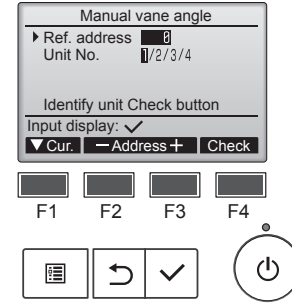 Manual vane angle
Ref. address 0
Unit No. 1/2/3/4
Identify unit Check button
Input display: ✓
▼ Cur. − Address + Check
F1 F2 F3 F4